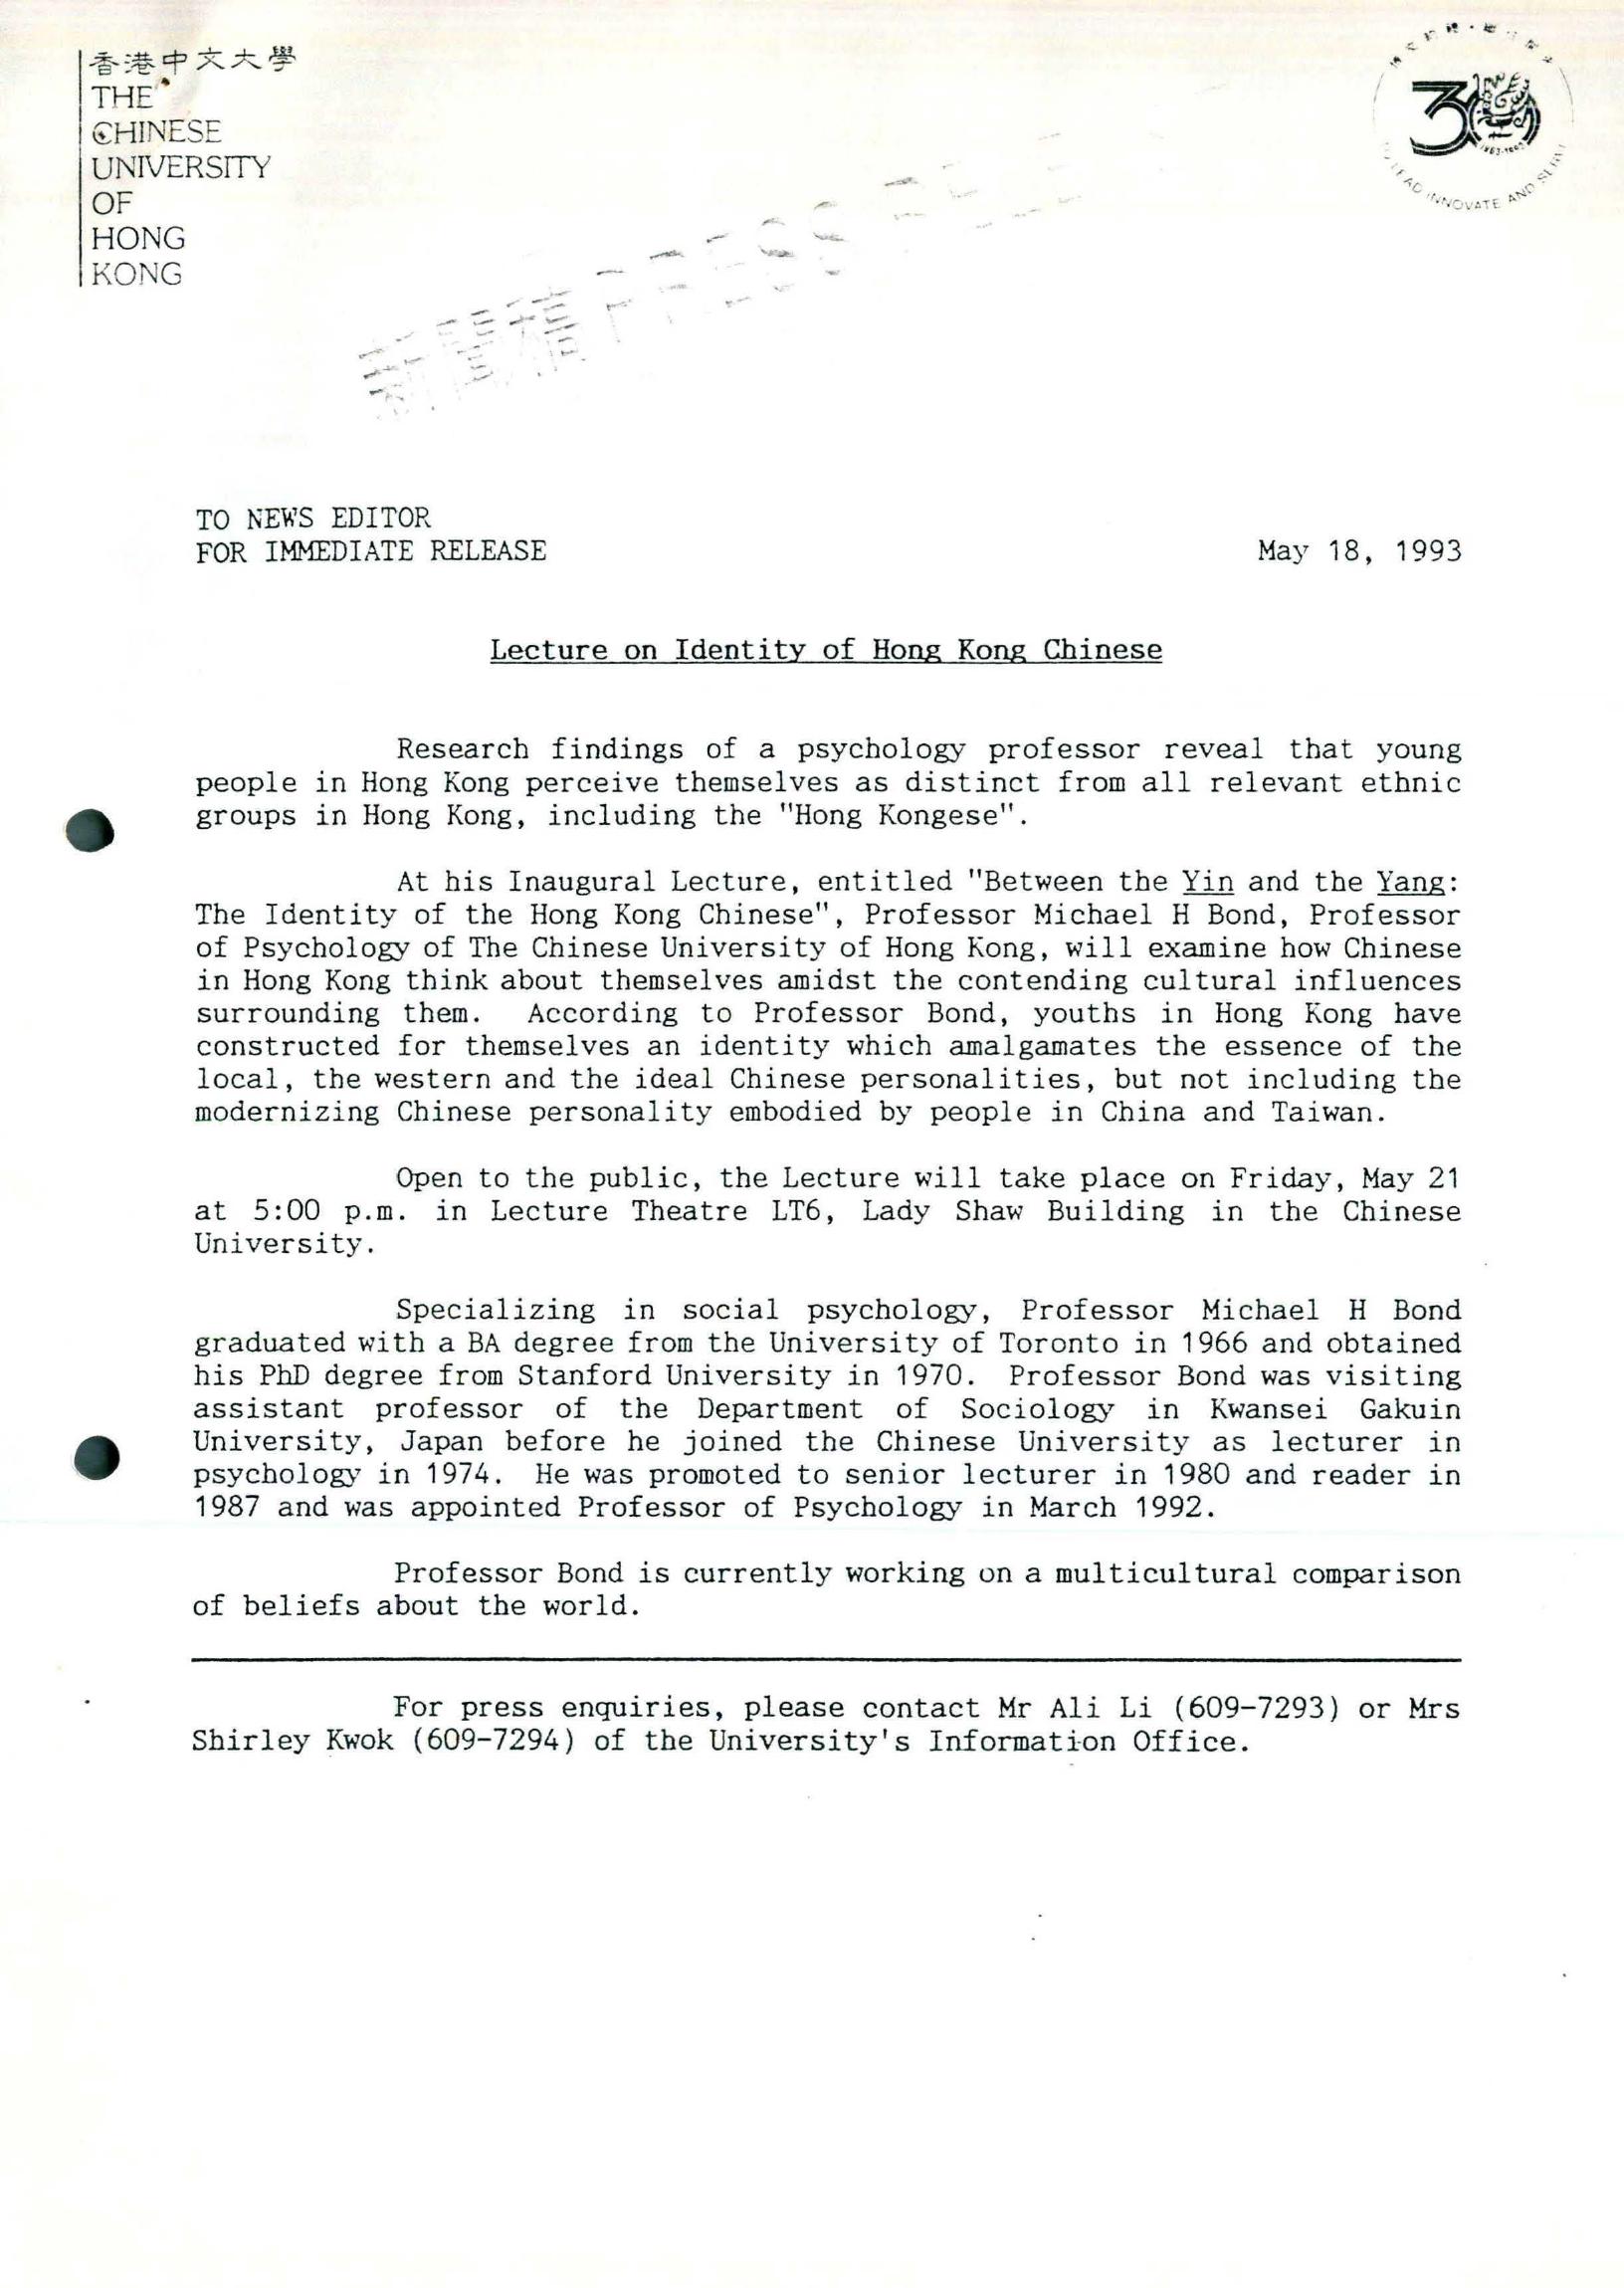 香港中文大學
THE
CHINESE
UNIVERSITY
OF
HONG
KONG
30
1963-1993
LEAD INNOVATE AND
新聞稿 PRESS
TO NEWS EDITOR
FOR IMMEDIATE RELEASE May 18, 1993
Lecture on Identity of Hong Kong Chinese
Research findings of a psychology professor reveal that young
people in Hong Kong perceive themselves as distinct from all relevant ethnic
groups in Hong Kong, including the "Hong Kongese".
At his Inaugural Lecture, entitled "Between the Yin and the Yang:
The Identity of the Hong Kong Chinese", Professor Michael H Bond, Professor
of Psychology of The Chinese University of Hong Kong, will examine how Chinese
in Hong Kong think about themselves amidst the contending cultural influences
surrounding them. According to Professor Bond, youths in Hong Kong have
constructed for themselves an identity which amalgamates the essence of the
local, the western and the ideal Chinese personalities, but not including the
modernizing Chinese personality embodied by people in China and Taiwan.
Open to the public, the Lecture will take place on Friday, May 21
at 5:00 p.m. in Lecture Theatre LT6, Lady Shaw Building in the Chinese
University.
Specializing in social psychology, Professor Michael H Bond
graduated with a BA degree from the University of Toronto in 1966 and obtained
his PhD degree from Stanford University in 1970. Professor Bond was visiting
assistant professor of the Department of Sociology in Kwansei Gakuin
University, Japan before he joined the Chinese University as lecturer in
psychology in 1974. He was promoted to senior lecturer in 1980 and reader in
1987 and was appointed Professor of Psychology in March 1992.
Professor Bond is currently working on a multicultural comparison
of beliefs about the world.
For press enquiries, please contact Mr Ali Li (609-7293) or Mrs
Shirley Kwok (609-7294) of the University's Information Office.